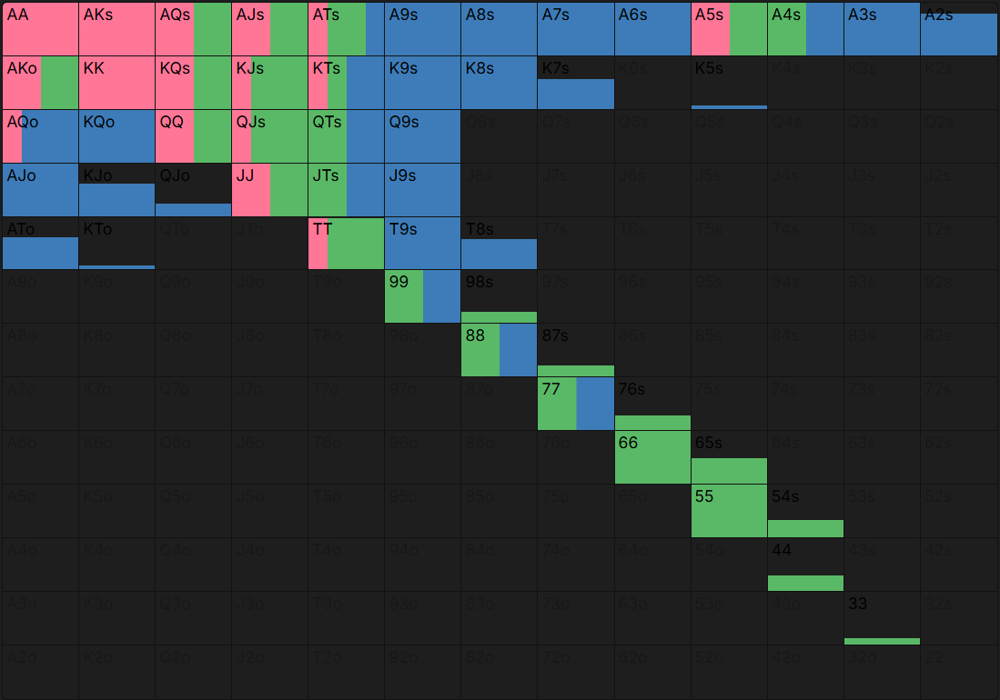 AA AKs AQs AJs ATs A9s A8s A7s A6s A5s A4s A3s A2s
AKo KK KQs KJs KTs K9s K8s K7s K6s K5s K4s K3s K2s
AQo KQo QQ QJs QTs Q9s Q8s Q7s Q6s Q5s Q4s Q3s Q2s
AJo KJo QJo JJ JTs J9s J8s J7s J6s J5s J4s J3s J2s
ATo KTo QTo JTo TT T9s T8s T7s T6s T5s T4s T3s T2s
A9o K9o Q9o J9o T9o 99 98s 97s 96s 95s 94s 93s 92s
A8o K8o Q8o J8o T8o 98o 88 87s 86s 85s 84s 83s 82s
A7o K7o Q7o J7o T7o 97o 87o 77 76s 75s 74s 73s 72s
A6o K6o Q6o J6o T6o 96o 86o 76o 66 65s 64s 63s 62s
A5o K5o Q5o J5o T5o 95o 85o 75o 65o 55 54s 53s 52s
A4o K4o Q4o J4o T4o 94o 84o 74o 64o 54o 44 43s 42s
A3o K3o Q3o J3o T3o 93o 83o 73o 63o 53o 43o 33 32s
A2o K2o Q2o J2o T2o 92o 82o 72o 62o 52o 42o 32o 22